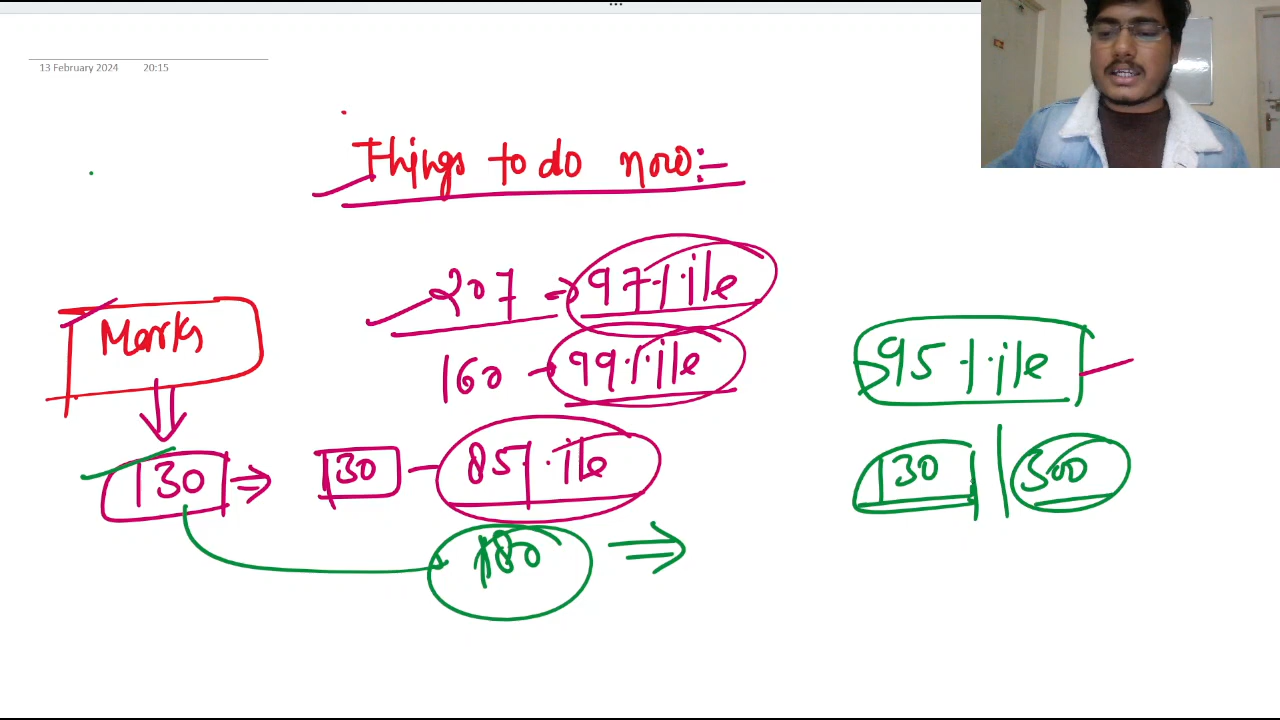 13 February 2024 20:15
Things to do now:-
207 => 97%ile
Marks
160 → 99%ile
95%ile
130 => 130 - 85%ile
130 | 300
180 =>